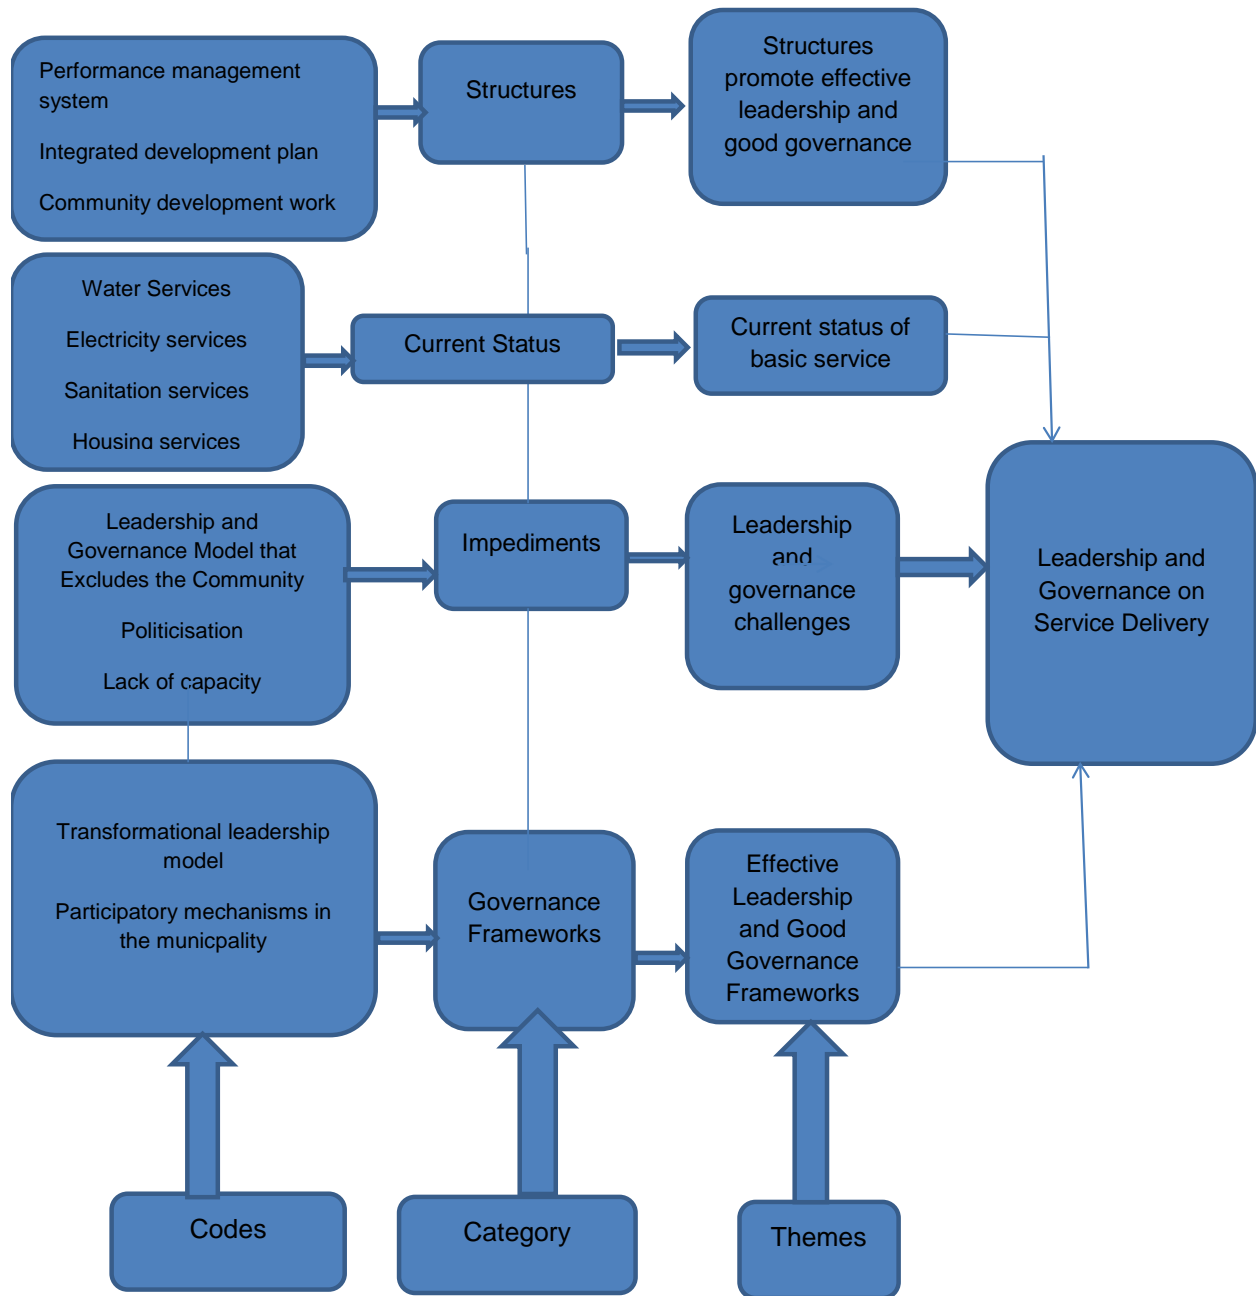 Performance management
system
Integrated development plan
Community development work
Structures
Structures
promote effective
leadership and
good governance
Water Services
Electricity services
Sanitation services
Housing services
Current Status
Current status of
basic service
Leadership and
Governance Model that
Excludes the Community
Politicisation
Lack of capacity
Impediments
Leadership
and
governance
challenges
Leadership and
Governance on
Service Delivery
Transformational leadership
model
Participatory mechanisms in
the municpality
Governance
Frameworks
Effective
Leadership
and Good
Governance
Frameworks
Codes
Category
Themes